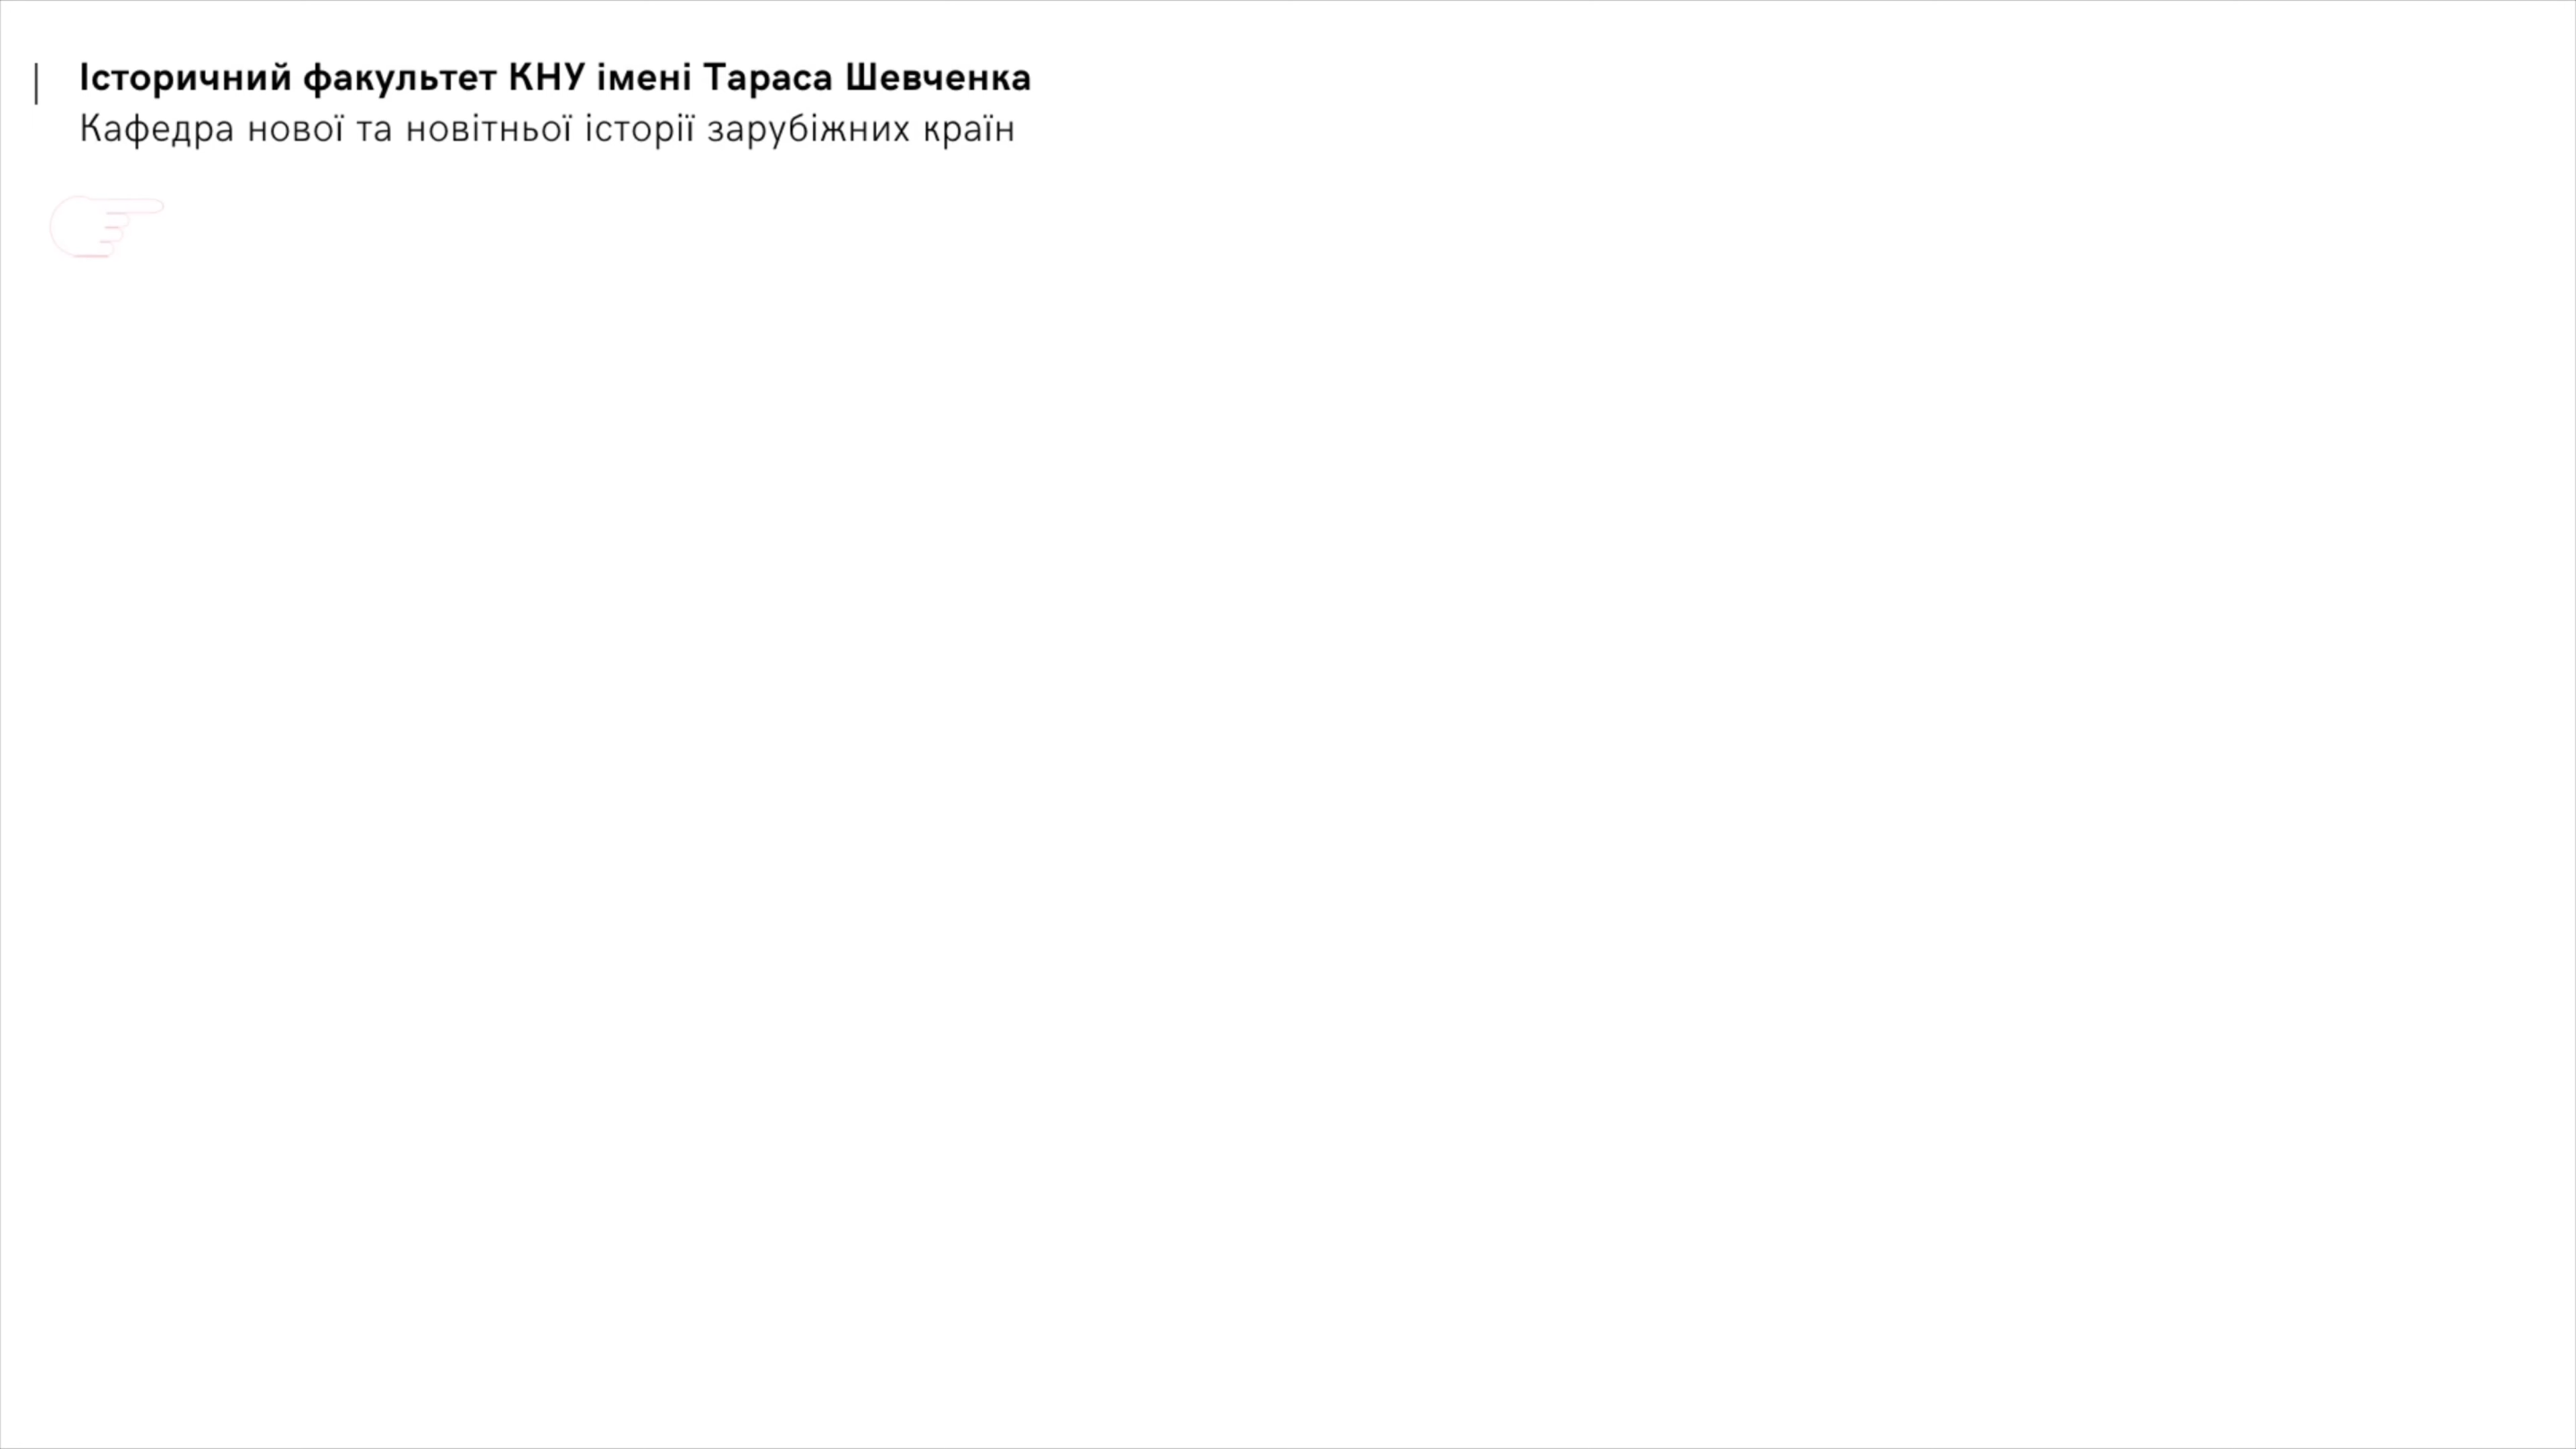 Історичний факультет КНУ імені Тараса Шевченка
Кафедра нової та новітньої історії зарубіжних країн